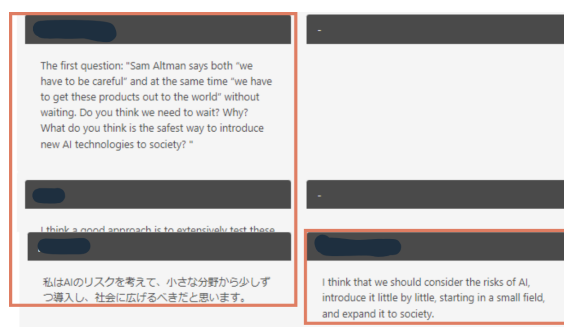 -
The first question: "Sam Altman says both "we
have to be careful" and at the same time "we have
to get these products out to the world" without
waiting. Do you think we need to wait? Why?
What do you think is the safest way to introduce
new AI technologies to society? "
-
I think a good approach is to extensively test these
私はAIのリスクを考えて、小さな分野から少しず
つ導入し、社会に広げるべきだと思います。
I think that we should consider the risks of AI,
introduce it little by little, starting in a small field,
and expand it to society.